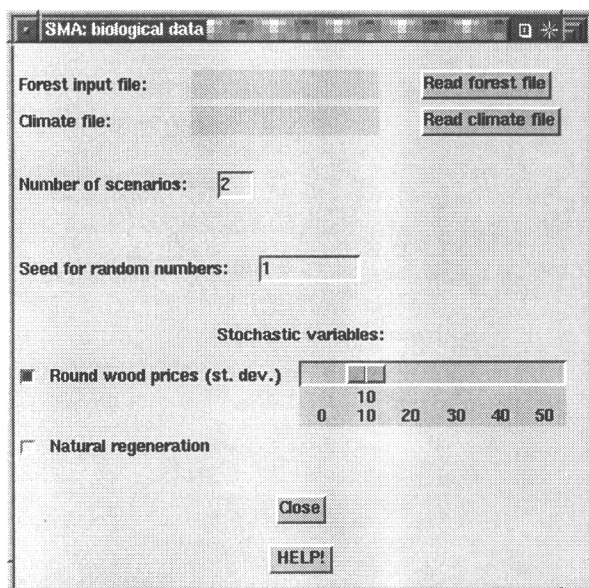 SMA: biological data
Forest input file: Read forest file
Climate file: Read climate file
Number of scenarios: 2
Seed for random numbers: 1
Stochastic variables:
Round wood prices (st. dev.)
10
0 10 20 30 40 50
Natural regeneration
Close
HELP!